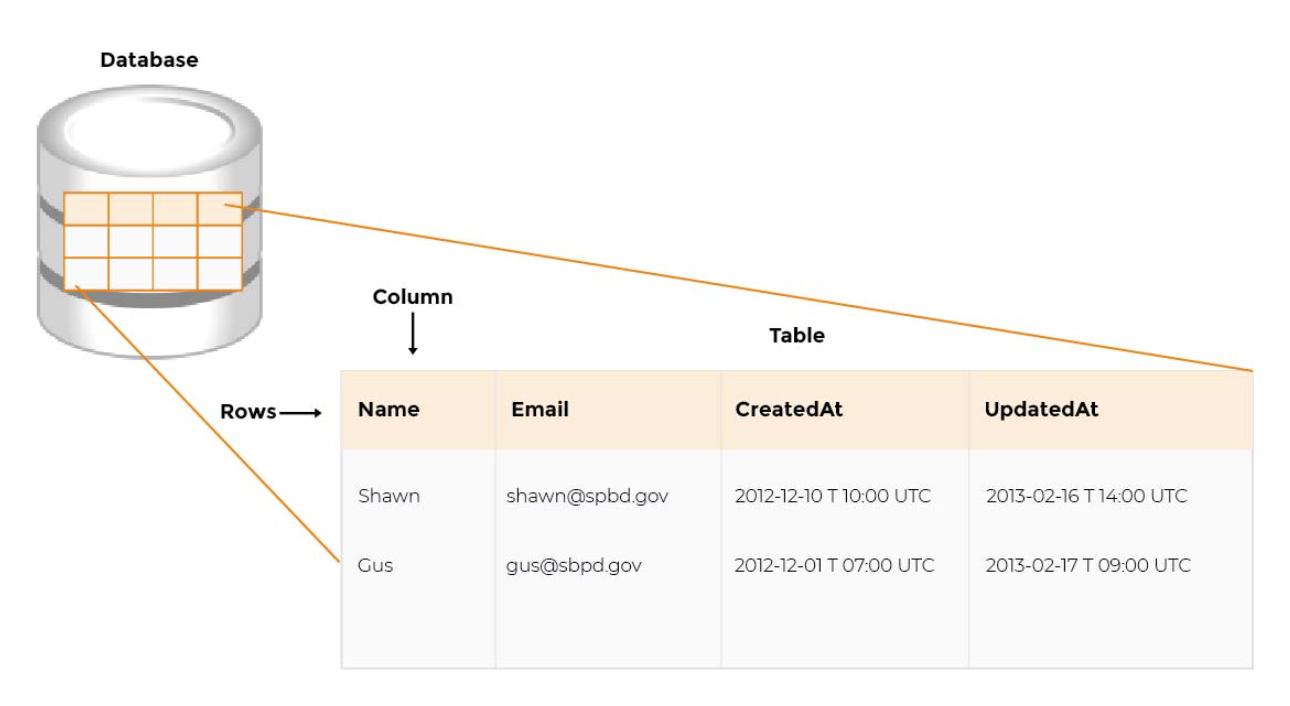 Database
Column
Table
Rows
Name Email CreatedAt UpdatedAt
Shawn shawn@spbd.gov 2012-12-10 T 10:00 UTC 2013-02-16 T 14:00 UTC
Gus gus@sbpd.gov 2012-12-01 T 07:00 UTC 2013-02-17 T 09:00 UTC